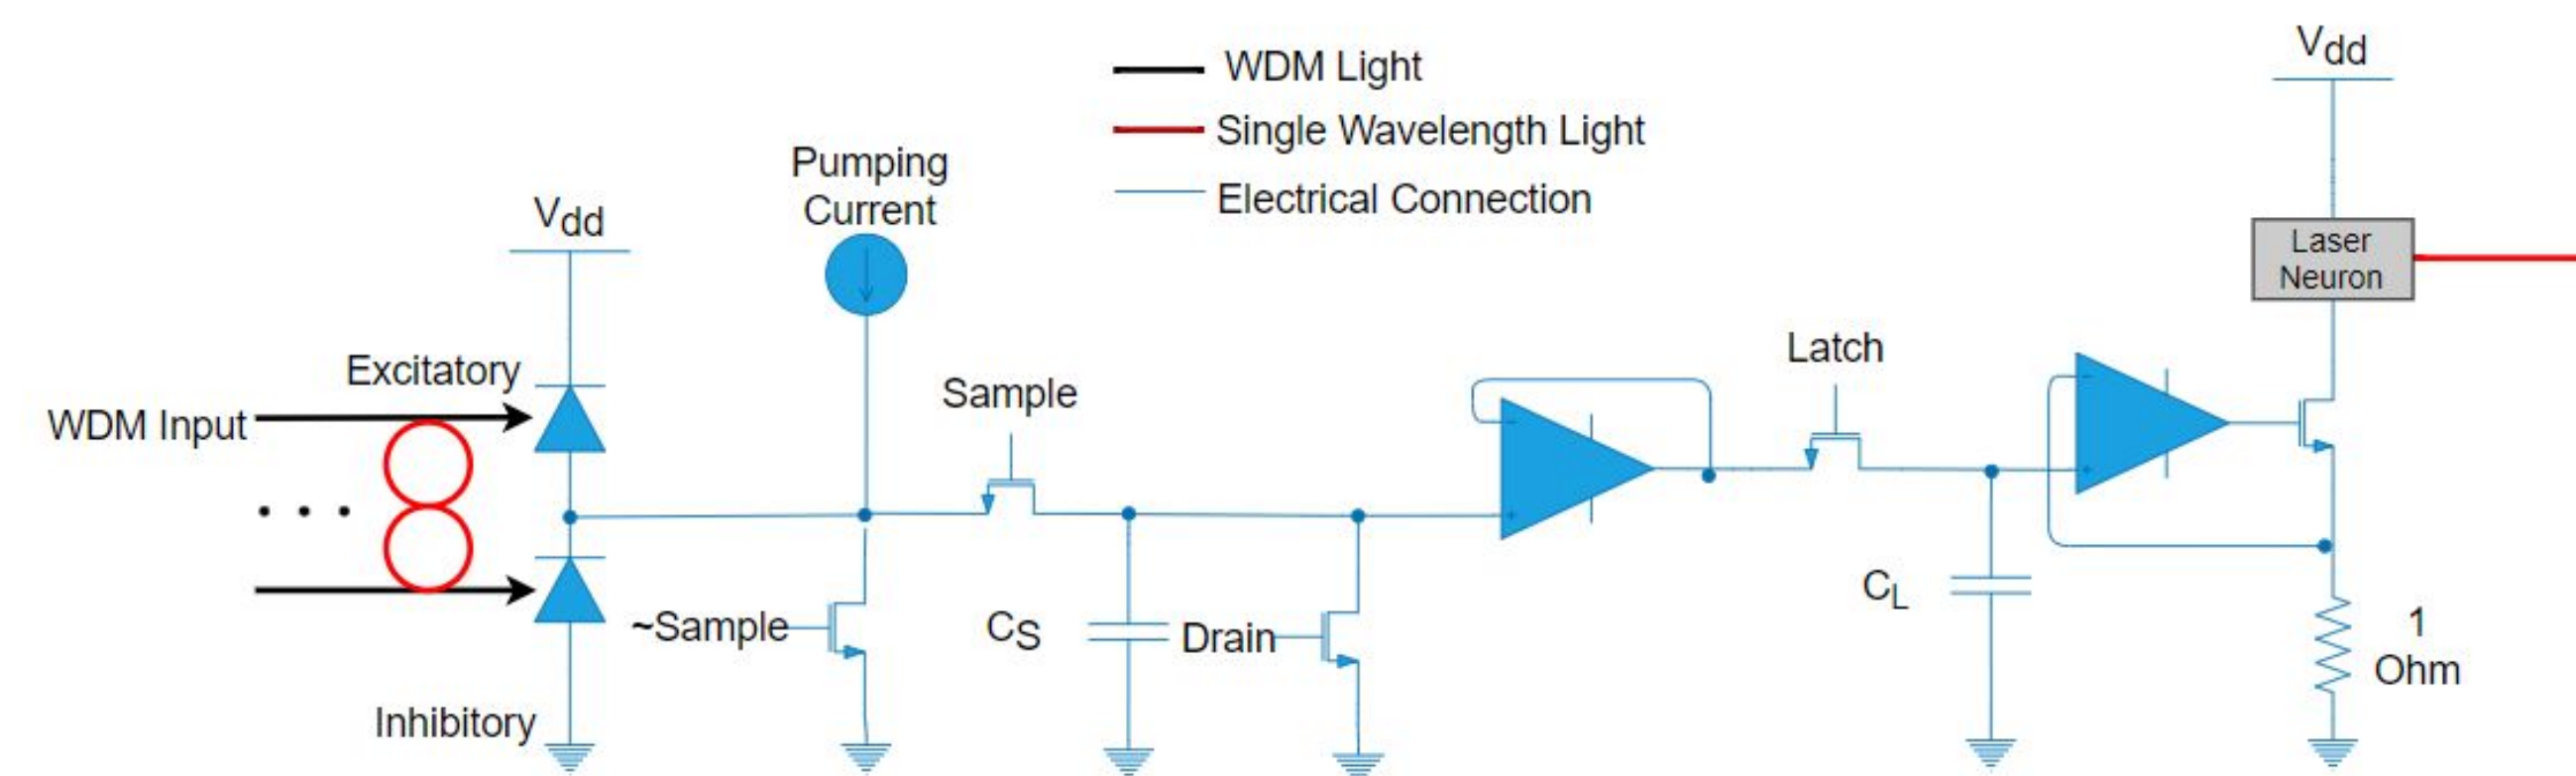 WDM Light
Single Wavelength Light
Electrical Connection
Vdd
Laser
Neuron
Pumping
Current
Vdd
Excitatory
WDM Input
. . .
Inhibitory
~Sample
Sample
CS
Drain
Latch
CL
1
Ohm